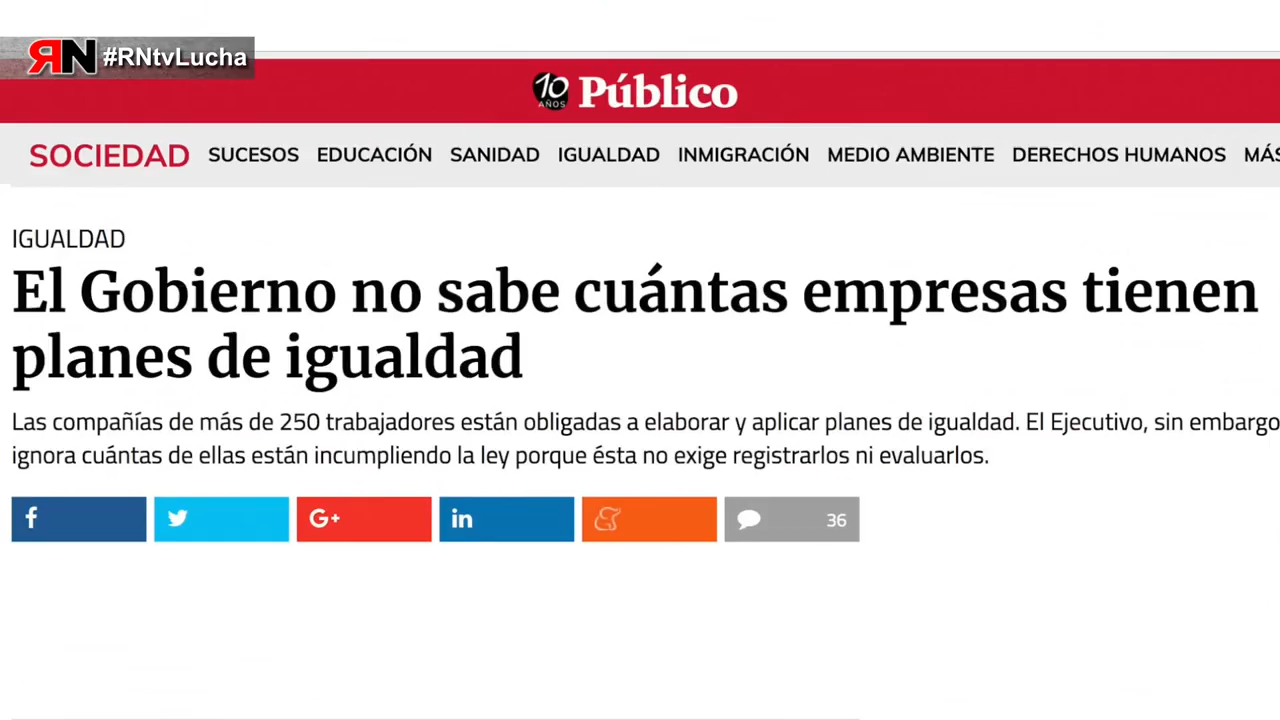 RN #RNtvLucha
10 AÑOS Público
SOCIEDAD SUCESOS EDUCACIÓN SANIDAD IGUALDAD INMIGRACIÓN MEDIO AMBIENTE DERECHOS HUMANOS MÁS
IGUALDAD
El Gobierno no sabe cuántas empresas tienen
planes de igualdad
Las compañías de más de 250 trabajadores están obligadas a elaborar y aplicar planes de igualdad. El Ejecutivo, sin embargo
ignora cuántas de ellas están incumpliendo la ley porque ésta no exige registrarlos ni evaluarlos.
f G+ in 36